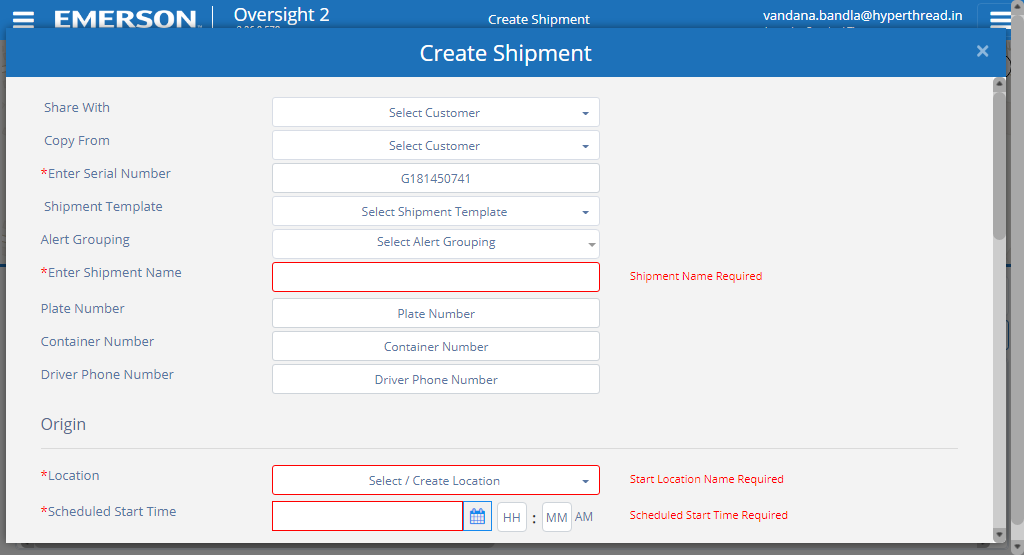 EMERSON Oversight 2 Create Shipment vandana.bandla@hyperthread.in
Create Shipment ×
Share With Select Customer
Copy From Select Customer
*Enter Serial Number G181450741
Shipment Template Select Shipment Template
Alert Grouping Select Alert Grouping
*Enter Shipment Name Shipment Name Required
Plate Number Plate Number
Container Number Container Number
Driver Phone Number Driver Phone Number
Origin
*Location Select / Create Location Start Location Name Required
*Scheduled Start Time HH : MM AM Scheduled Start Time Required